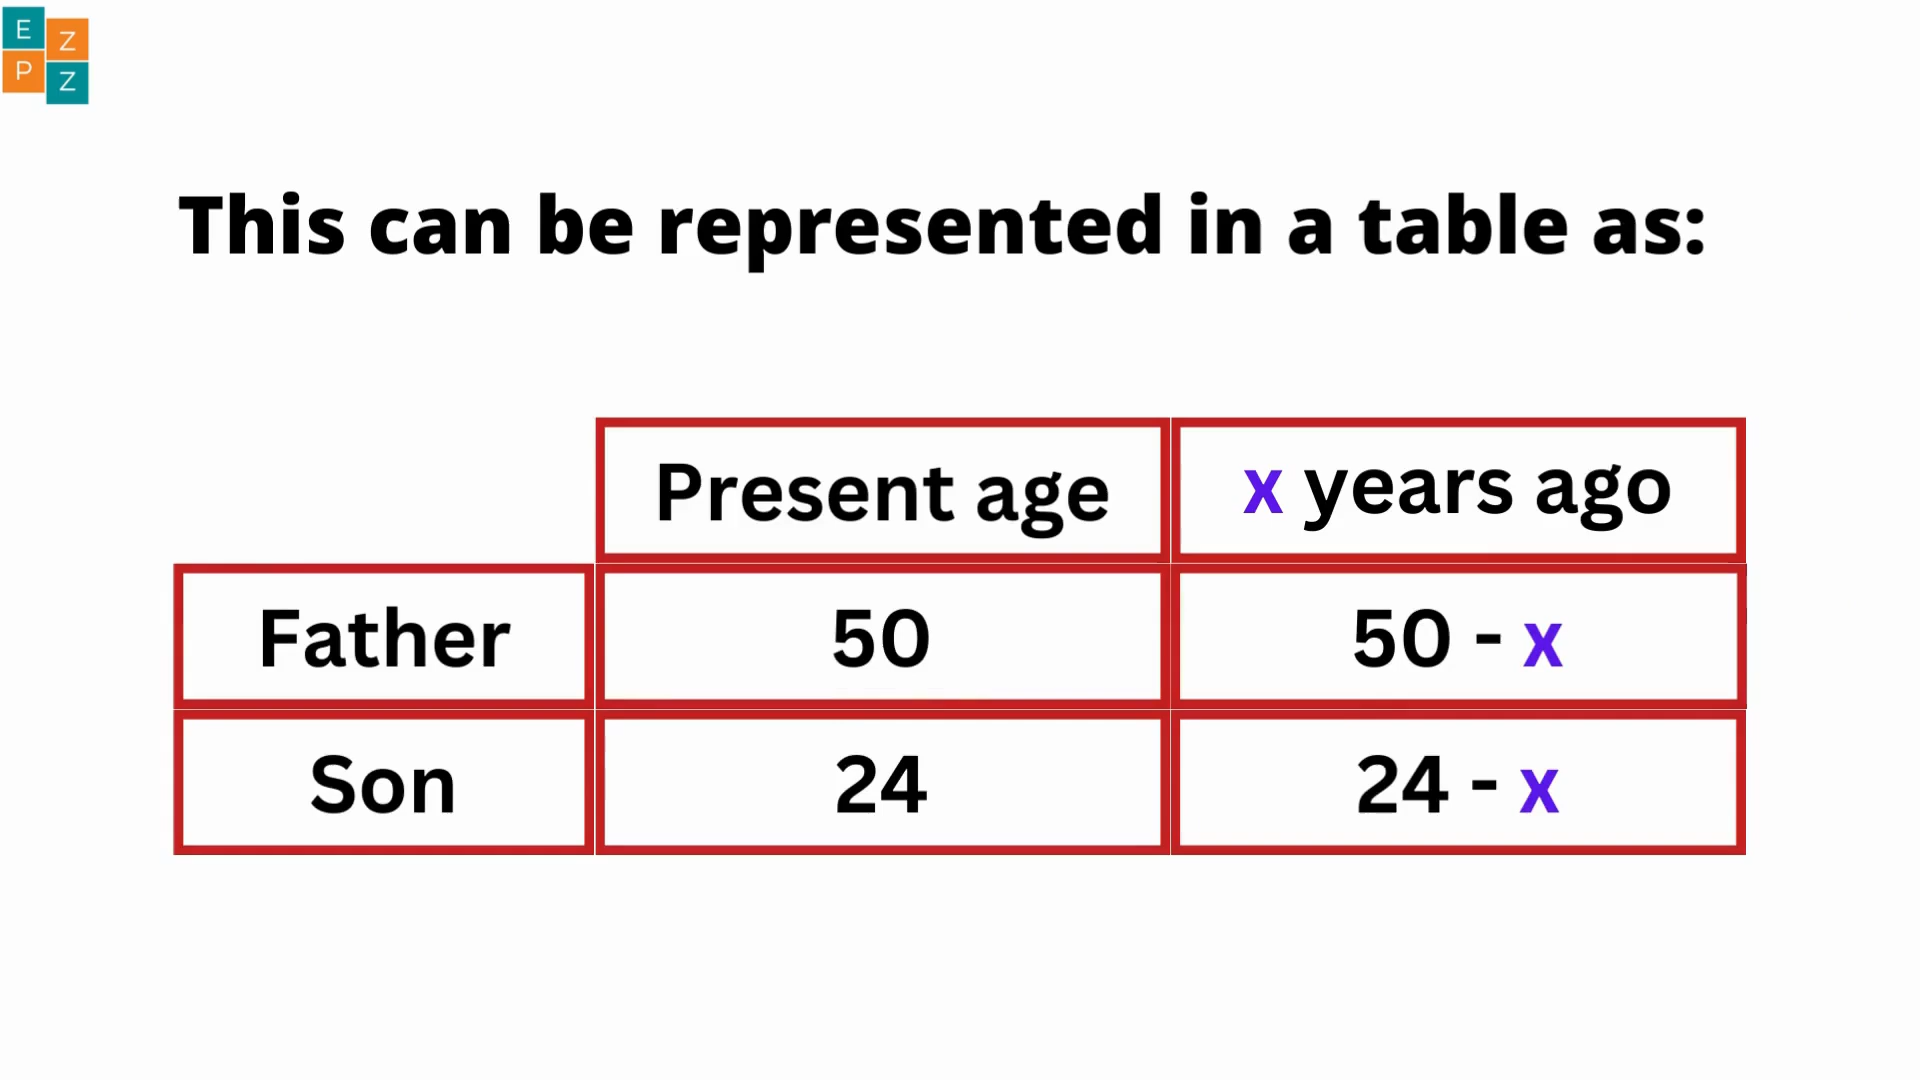 E Z
P Z
This can be represented in a table as:
Present age x years ago
Father 50 50 - x
Son 24 24 - x